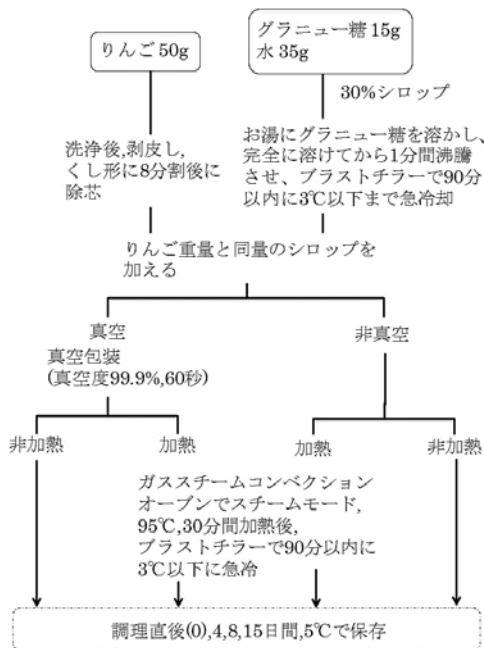 りんご50g
グラニュー糖15g
水35g
30%シロップ
洗浄後,剥皮し,
くし形に8分割後に
除芯
お湯にグラニュー糖を溶かし、
完全に溶けてから1分間沸騰
させ、ブラストチラーで90分
以内に3℃以下まで急冷却
りんご重量と同量のシロップを
加える
真空
真空包装
(真空度99.9%,60秒)
非真空
非加熱
加熱
加熱
非加熱
ガススチームコンベクション
オーブンでスチームモード,
95℃,30分間加熱後,
ブラストチラーで90分以内に
3℃以下に急冷
調理直後(0),4,8,15日間,5℃で保存